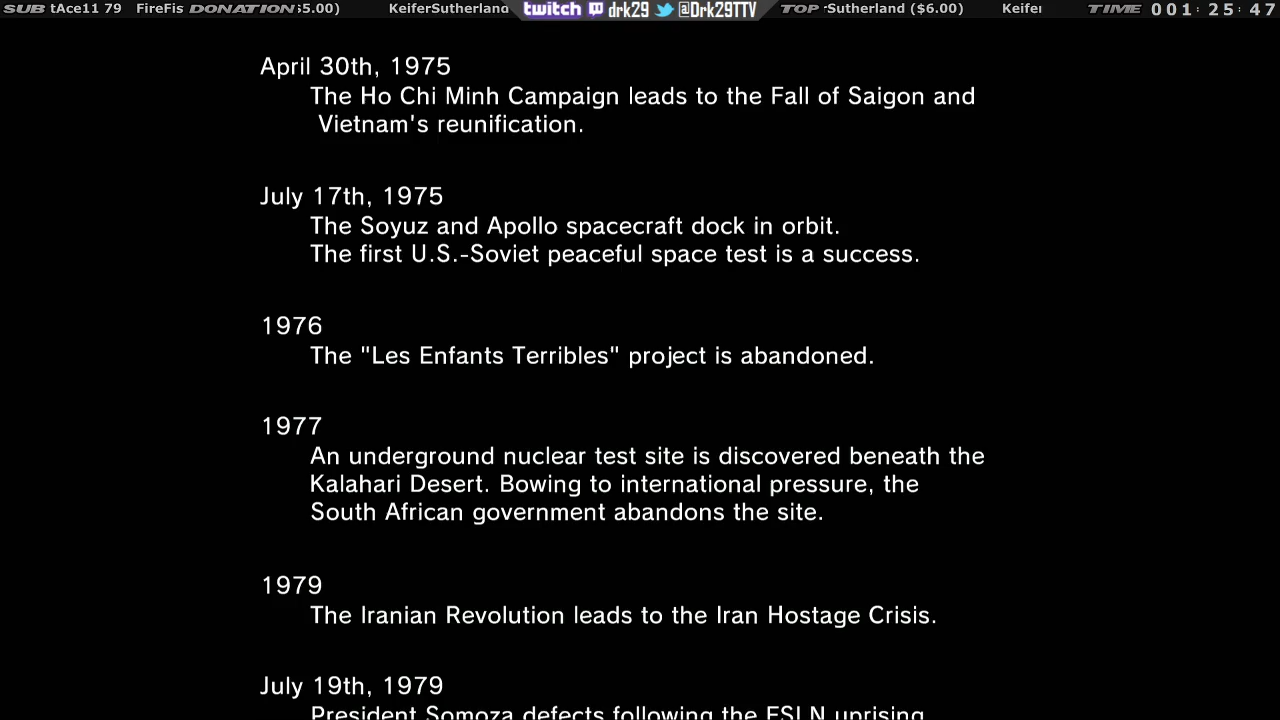 SUB tAce11 79 FireFis DONATION $5.00) KeiferSutherland twitch drk29 @Drk29TTV TOP Sutherland ($6.00) Keifer TIME 001:25:47
April 30th, 1975
The Ho Chi Minh Campaign leads to the Fall of Saigon and
Vietnam's reunification.
July 17th, 1975
The Soyuz and Apollo spacecraft dock in orbit.
The first U.S.-Soviet peaceful space test is a success.
1976
The "Les Enfants Terribles" project is abandoned.
1977
An underground nuclear test site is discovered beneath the
Kalahari Desert. Bowing to international pressure, the
South African government abandons the site.
1979
The Iranian Revolution leads to the Iran Hostage Crisis.
July 19th, 1979
President Somoza defects following the FSLN uprising